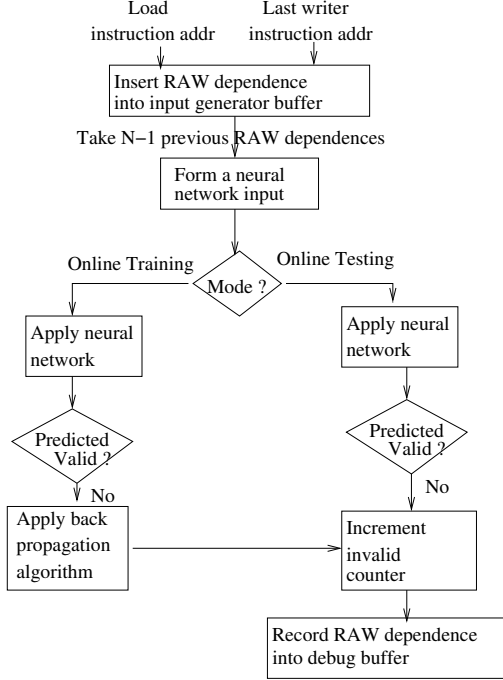 Load
instruction addr
Last writer
instruction addr
Insert RAW dependence
into input generator buffer
Take N−1 previous RAW dependences
Form a neural
network input
Online Training
Mode ?
Online Testing
Apply neural
network
Apply neural
network
Predicted
Valid ?
Predicted
Valid ?
No
No
Apply back
propagation
algorithm
Increment
invalid
counter
Record RAW dependence
into debug buffer